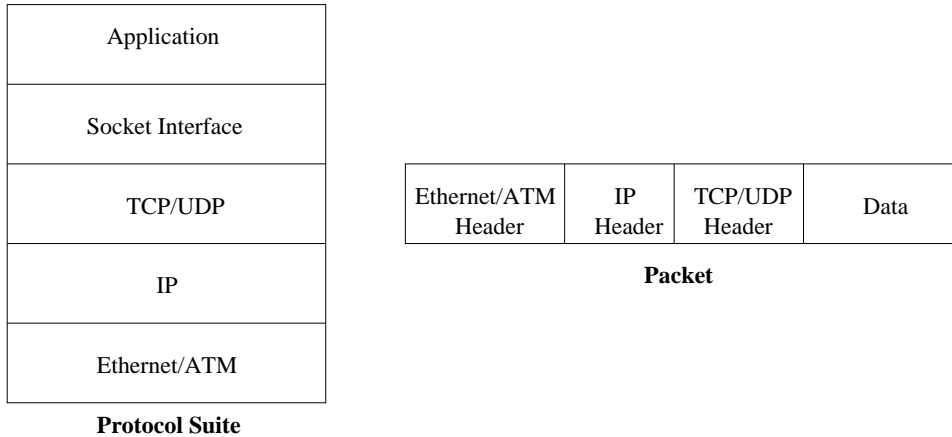 Application
Socket Interface
TCP/UDP
IP
Ethernet/ATM
Protocol Suite
Ethernet/ATM
Header
IP
Header
TCP/UDP
Header
Data
Packet